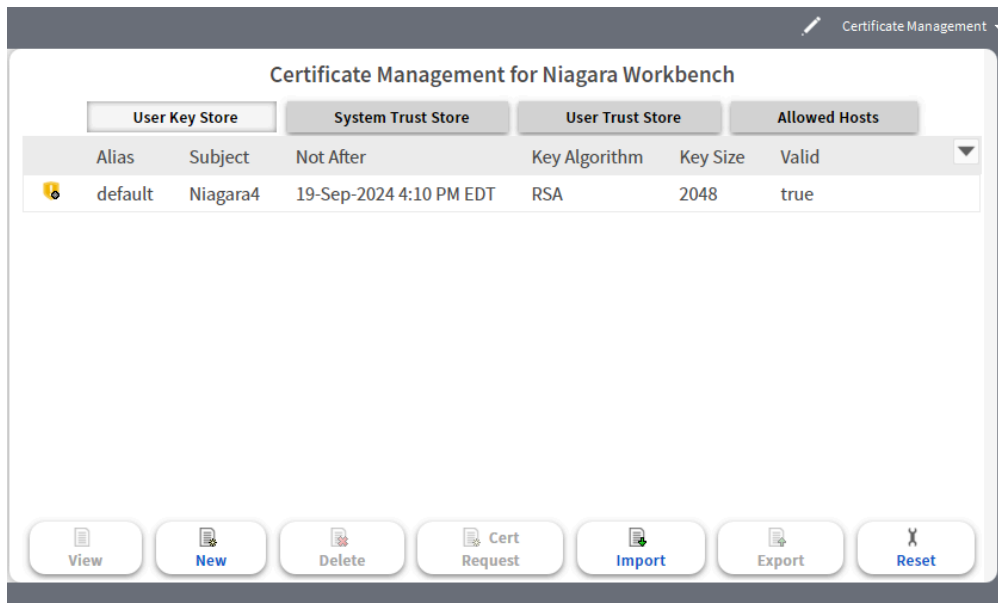 Certificate Management
Certificate Management for Niagara Workbench
User Key Store System Trust Store User Trust Store Allowed Hosts
Alias Subject Not After Key Algorithm Key Size Valid
default Niagara4 19-Sep-2024 4:10 PM EDT RSA 2048 true
View New Delete Cert Request Import Export Reset